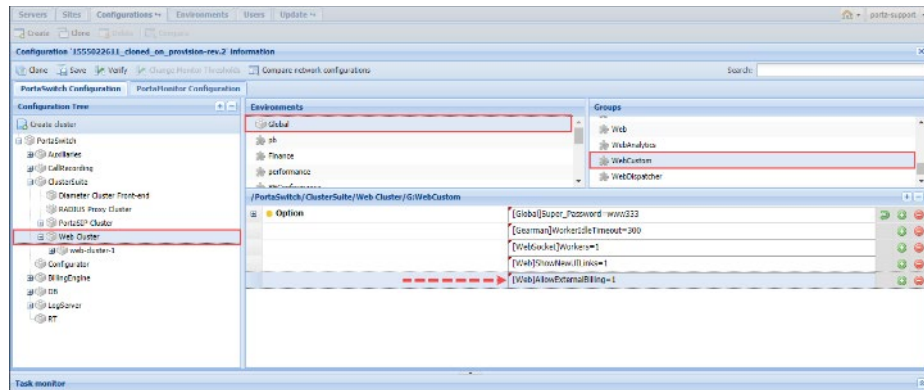 Servers Sites Configurations Environments Users Update porta-support
Create Clone Delete Compare
Configuration '1555022611_cloned_on_provision-rev.2' Information
Clone Save Verify Change Monitor Thresholds Compare network configurations Search:
PortaSwitch Configuration PortaMonitor Configuration
Configuration Tree
Create cluster
PortaSwitch
Auxiliaries
CallRecording
ClusterSuite
Diameter Cluster Front-end
RADIUS Proxy Cluster
PortaSIP Cluster
Web Cluster
web-cluster-1
Configurator
BillingEngine
DB
LogServer
RT
Environments
Global
ph
Finance
performance
Groups
Web
WebAnalytics
WebCustom
WebDispatcher
/PortaSwitch/ClusterSuite/Web Cluster/G:WebCustom
Option [Global]Super_Password=www333
[Gearman]WorkerIdleTimeout=300
[WebSocket]Workers=1
[Web]ShowNewUILinks=1
[Web]AllowExternalBilling=1
Task monitor